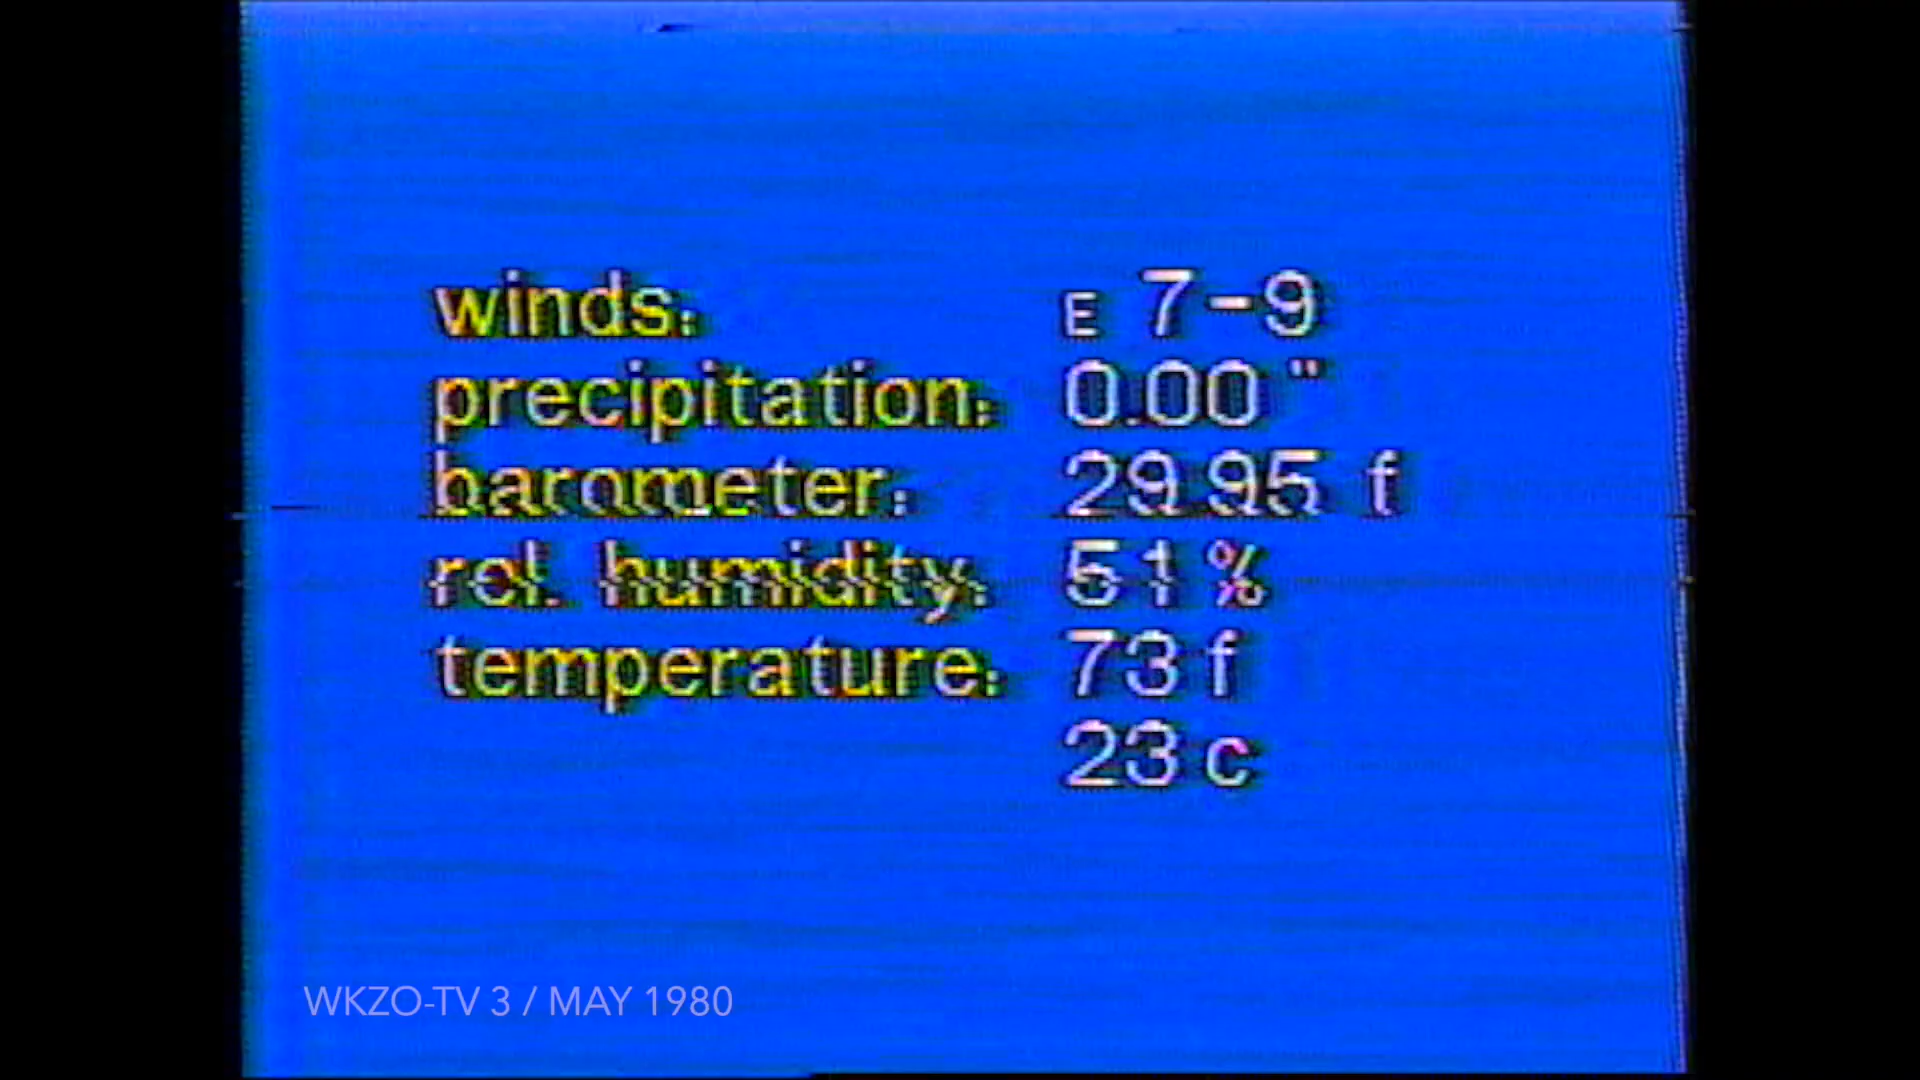 winds: E 7-9
precipitation: 0.00"
barometer: 29.95 f
rel. humidity: 51%
temperature: 73 f
23 c
WKZO-TV 3 / MAY 1980